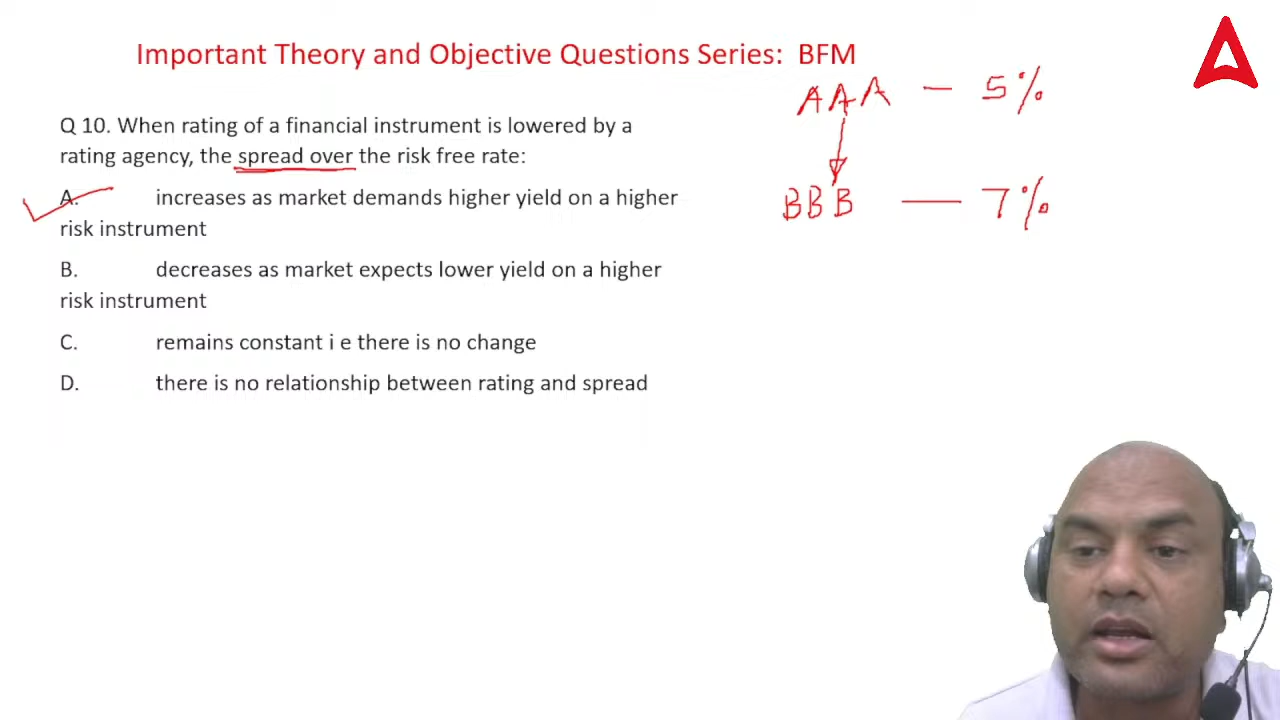 Important Theory and Objective Questions Series: BFM
AAA — 5%
Q 10. When rating of a financial instrument is lowered by a
rating agency, the spread over the risk free rate:
A. increases as market demands higher yield on a higher
risk instrument
BBB — 7%
B. decreases as market expects lower yield on a higher
risk instrument
C. remains constant i e there is no change
D. there is no relationship between rating and spread